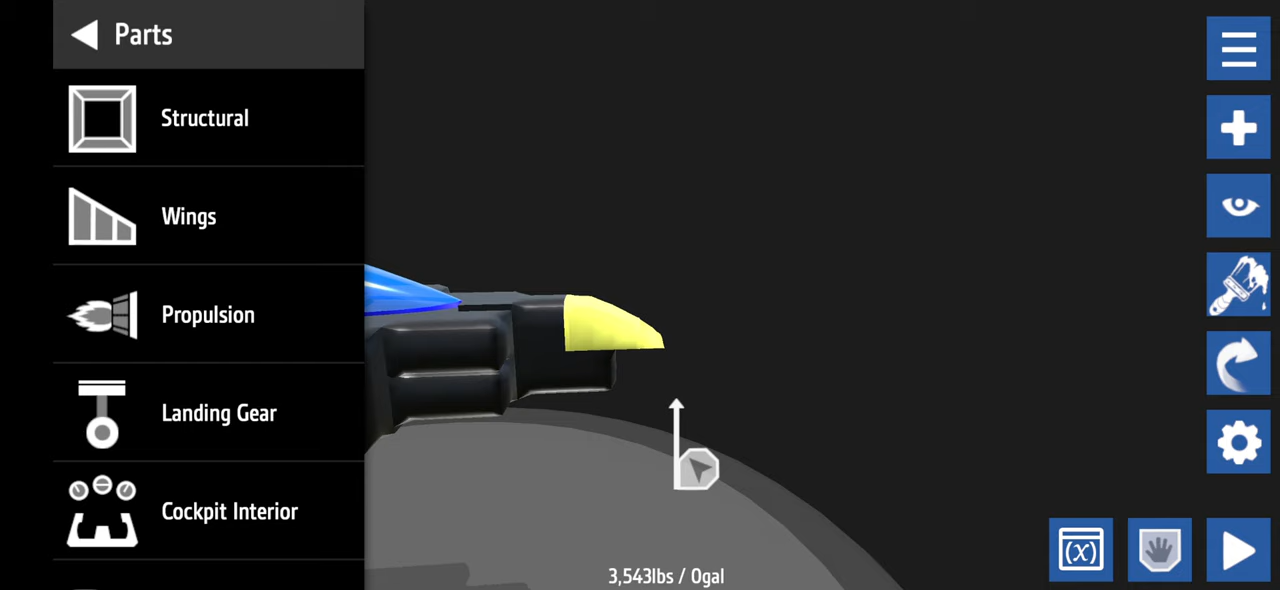 Parts
Structural
Wings
Propulsion
Landing Gear
Cockpit Interior
(x)
3,543lbs / 0gal